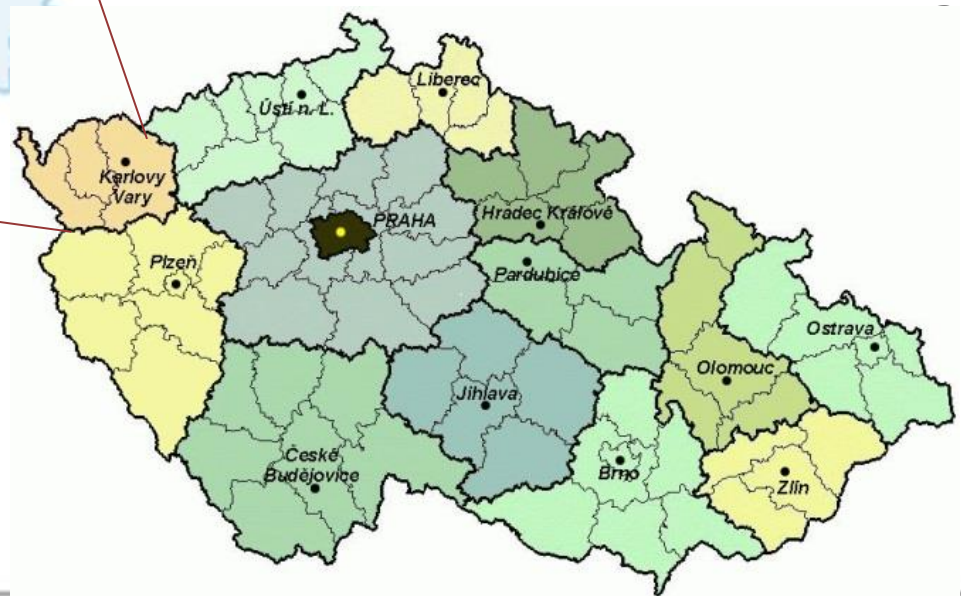 Liberec
Ústí n. L.
Karlovy
Vary
PRAHA
Hradec Králové
Plzeň
Pardubice
Ostrava
Olomouc
Jihlava
České
Budějovice
Brno
Zlín